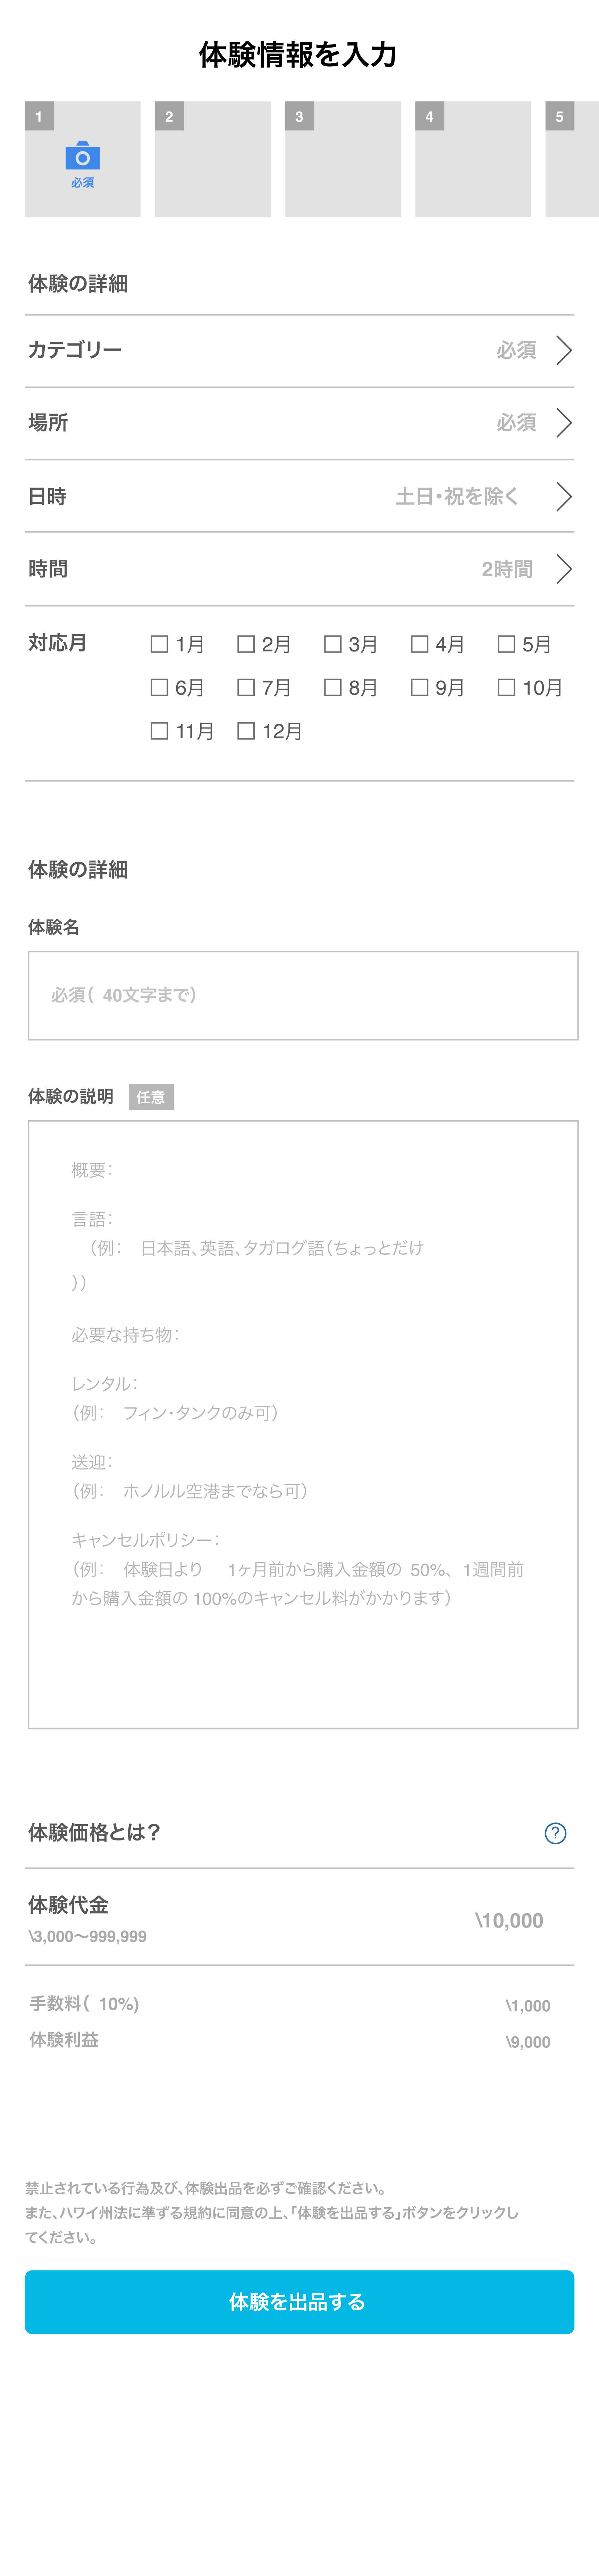 体験情報を入力
1 2 3 4 5
必須
体験の詳細
カテゴリー 必須
場所 必須
日時 土日・祝を除く
時間 2時間
対応月 1月 2月 3月 4月 5月
6月 7月 8月 9月 10月
11月 12月
体験の詳細
体験名
必須( 40文字まで)
体験の説明 任意
概要:
言語:
(例: 日本語、英語、タガログ語(ちょっとだけ
))
必要な持ち物:
レンタル:
(例: フィン・タンクのみ可)
送迎:
(例: ホノルル空港までなら可)
キャンセルポリシー:
(例: 体験日より 1ヶ月前から購入金額の 50%、1週間前
から購入金額の 100%のキャンセル料がかかります)
体験価格とは? ?
体験代金
\3,000〜999,999 \10,000
手数料( 10%) \1,000
体験利益 \9,000
禁止されている行為及び、体験出品を必ずご確認ください。
また、ハワイ州法に準ずる規約に同意の上、「体験を出品する」ボタンをクリックし
てください。
体験を出品する